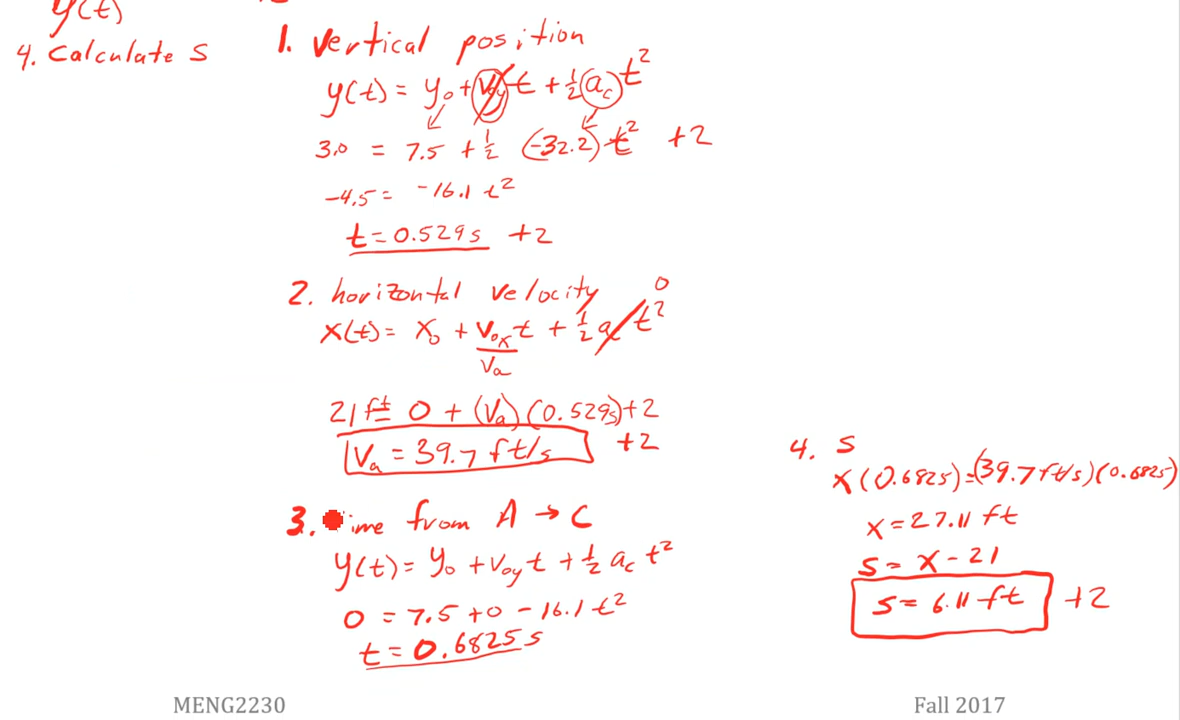 y(t)
4. Calculate S
1. Vertical position
y(t) = y₀ + v₀yt + ½ a_c t²
3.0 = 7.5 + ½ (-32.2) t² +2
-4.5 = -16.1 t²
t = 0.529 s +2
2. horizontal velocity
x(t) = x₀ + v₀ₓt + ½ a t² 0
Va
21 ft = 0 + (Va) (0.529s) +2
Va = 39.7 ft/s +2
3. time from A → C
y(t) = y₀ + v₀yt + ½ a_c t²
0 = 7.5 + 0 - 16.1 t²
t = 0.6825 s
4. S
x(0.6825) = (39.7 ft/s)(0.6825)
x = 27.11 ft
S = x - 21
S = 6.11 ft +2
MENG2230
Fall 2017